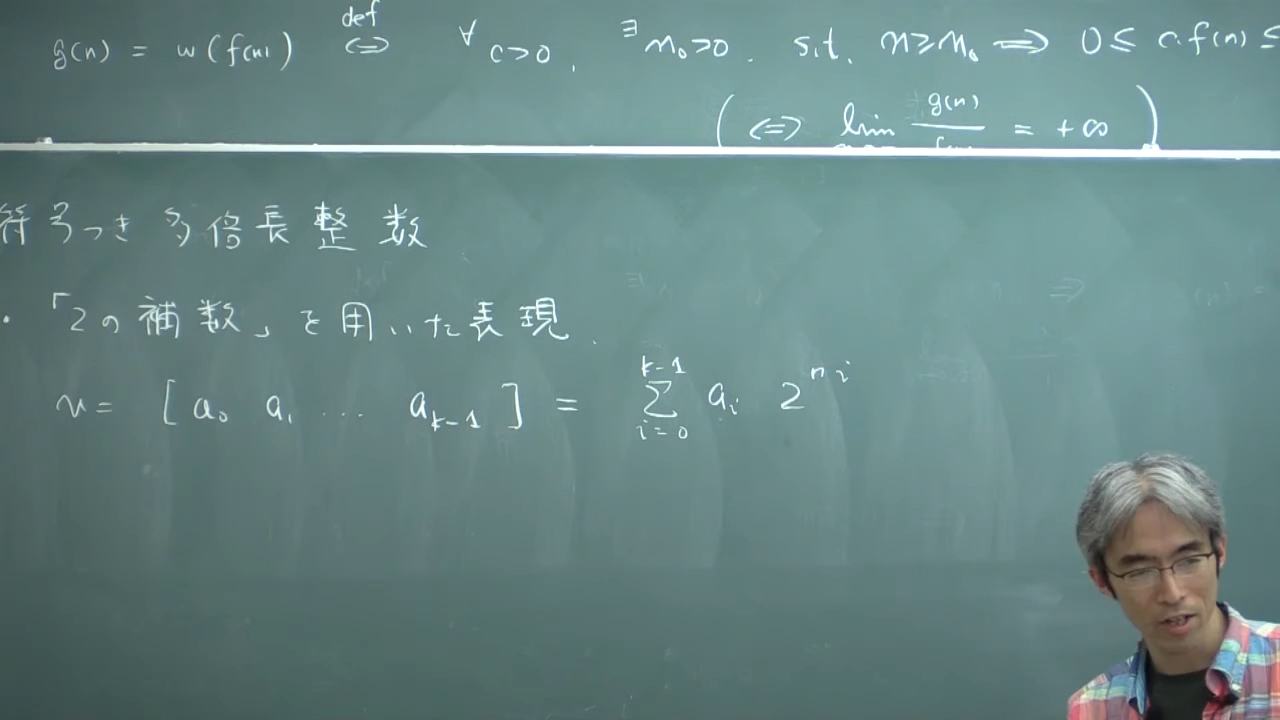 g(n) = ω(f(n)) def ⇔ ∀c>0, ∃n₀>0. s.t. n≥n₀ ⟹ 0≤ c.f(n) ≤
(⇔ lim g(n)/f(n) = +∞)
符号つき多倍長整数
・「2の補数」を用いた表現.
u = [a₀ a₁ … a_{k-1}] = Σ_{i=0}^{k-1} a_i 2^{n i}